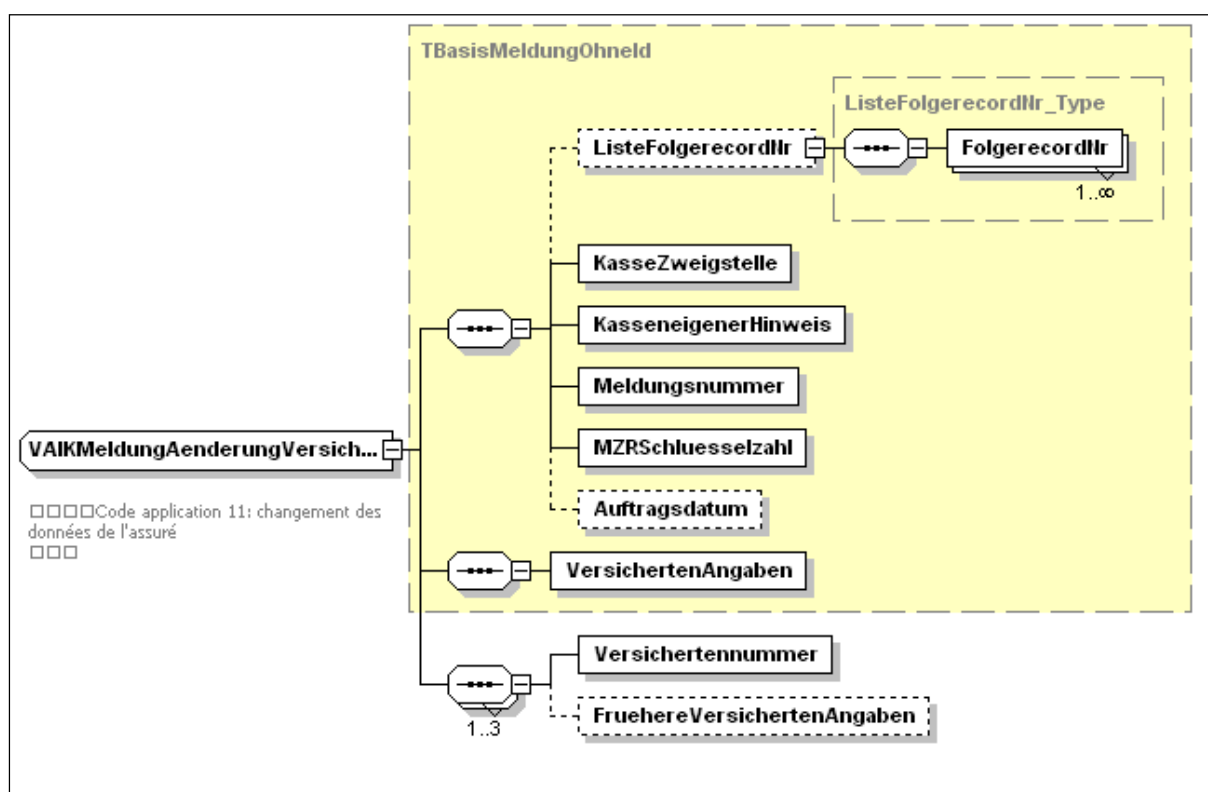 TBasisMeldungOhneId
ListeFolgerecordNr_Type
ListeFolgerecordNr
FolgerecordNr
1..∞
KasseZweigstelle
KasseneigenerHinweis
Meldungsnummer
VAIKMeldungAenderungVersich...
MZRSchluesselzahl
□□□□Code application 11: changement des
données de l'assuré
□□□
Auftragsdatum
VersichertenAngaben
Versichertennummer
1..3
FruehereVersichertenAngaben